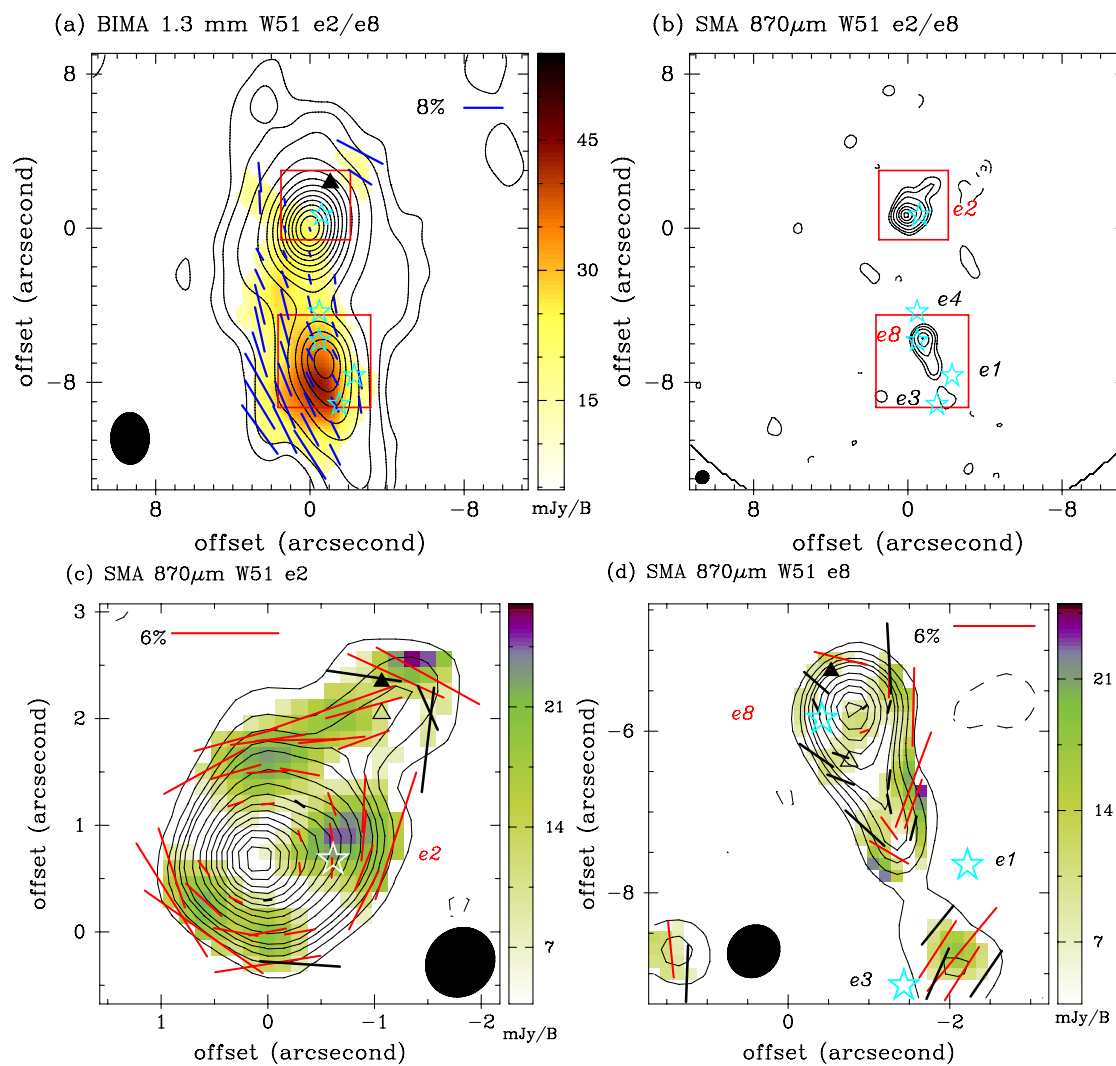 (a) BIMA 1.3 mm W51 e2/e8
8%
8
0
−8
offset (arcsecond)
8
0
−8
offset (arcsecond)
45
30
15
mJy/B
(b) SMA 870μm W51 e2/e8
e2
e4
e8
e1
e3
8
0
−8
offset (arcsecond)
8
0
−8
offset (arcsecond)
(c) SMA 870μm W51 e2
6%
e2
3
2
1
0
offset (arcsecond)
1
0
−1
−2
offset (arcsecond)
21
14
7
mJy/B
(d) SMA 870μm W51 e8
6%
e8
e1
e3
−6
−8
offset (arcsecond)
0
−2
offset (arcsecond)
21
14
7
mJy/B